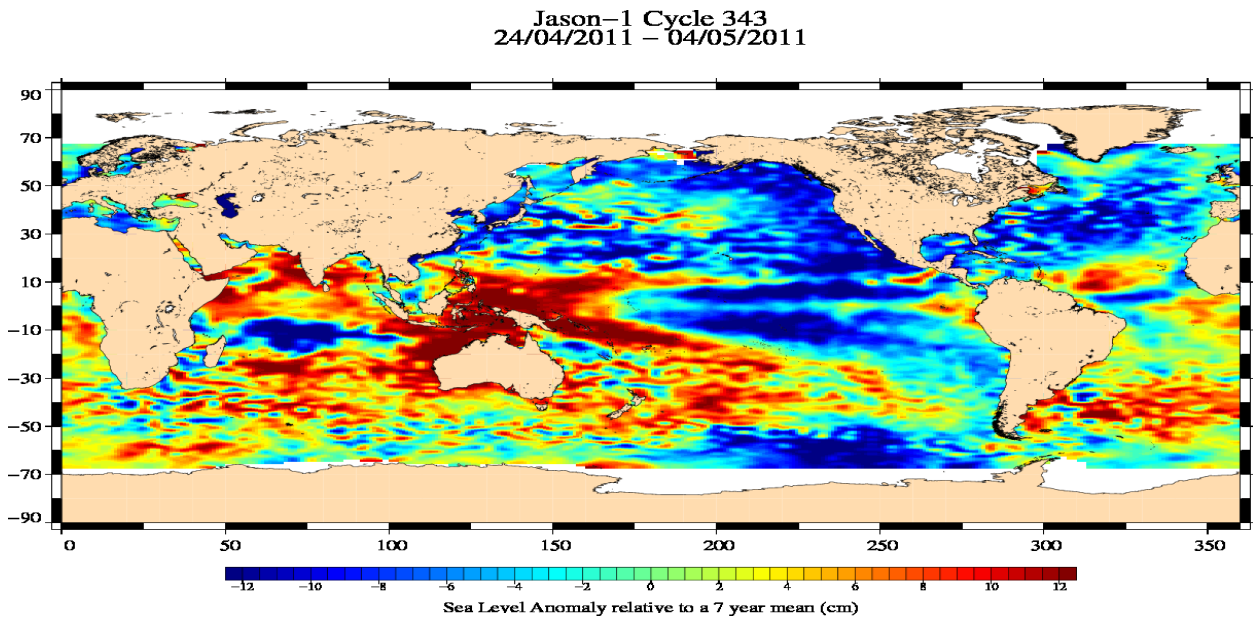 Jason-1 Cycle 343
24/04/2011 - 04/05/2011
90
70
50
30
10
-10
-30
-50
-70
-90
0 50 100 150 200 250 300 350
-12 -10 -8 -6 -4 -2 0 2 4 6 8 10 12
Sea Level Anomaly relative to a 7 year mean (cm)